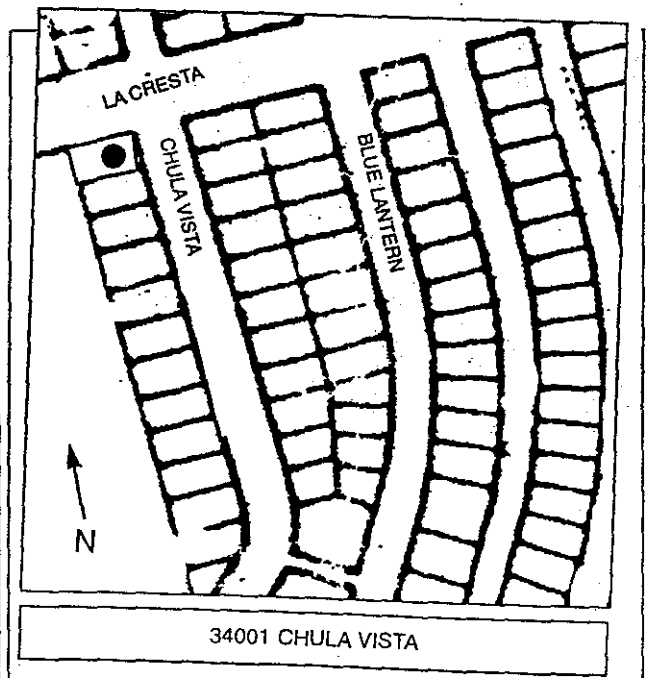 LA CRESTA
CHULA VISTA
BLUE LANTERN
N
34001 CHULA VISTA